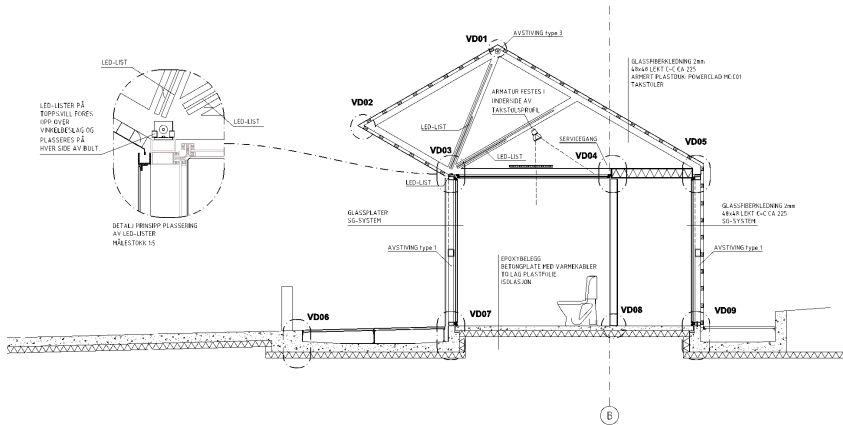 VD01
AVSTIVING type 3
LED-LIST
GLASSFIBERKLEDNING 2mm
48x48 LEKT C-C CA 225
ARMERT PLASTDUK: POWERCLAD MC-C01
TAKSTOLER
LED-LISTER PÅ
TOPPSVILL FORES
OPP OVER
VINKELBESLAG OG
PLASSERES PÅ
HVER SIDE AV BULT.
LED-LIST
ARMATUR FESTES I
UNDERSIDE AV
TAKSTOLSPROFIL
VD02
LED-LIST
SERVICEGANG
VD03
VD04
VD05
LED-LIST
LED-LIST
GLASSPLATER
SG-SYSTEM
GLASSFIBERKLEDNING 2mm
48x48 LEKT C-C CA 225
SG-SYSTEM
DETALJ PRINSIPP PLASSERING
AV LED-LISTER
MÅLESTOKK 1:5
AVSTIVING type 1
AVSTIVING type 1
EPOXYBELEGG
BETONGPLATE MED VARMEKABLER
TO LAG PLASTFOLIE
ISOLASJON
VD06
VD07
VD08
VD09
B